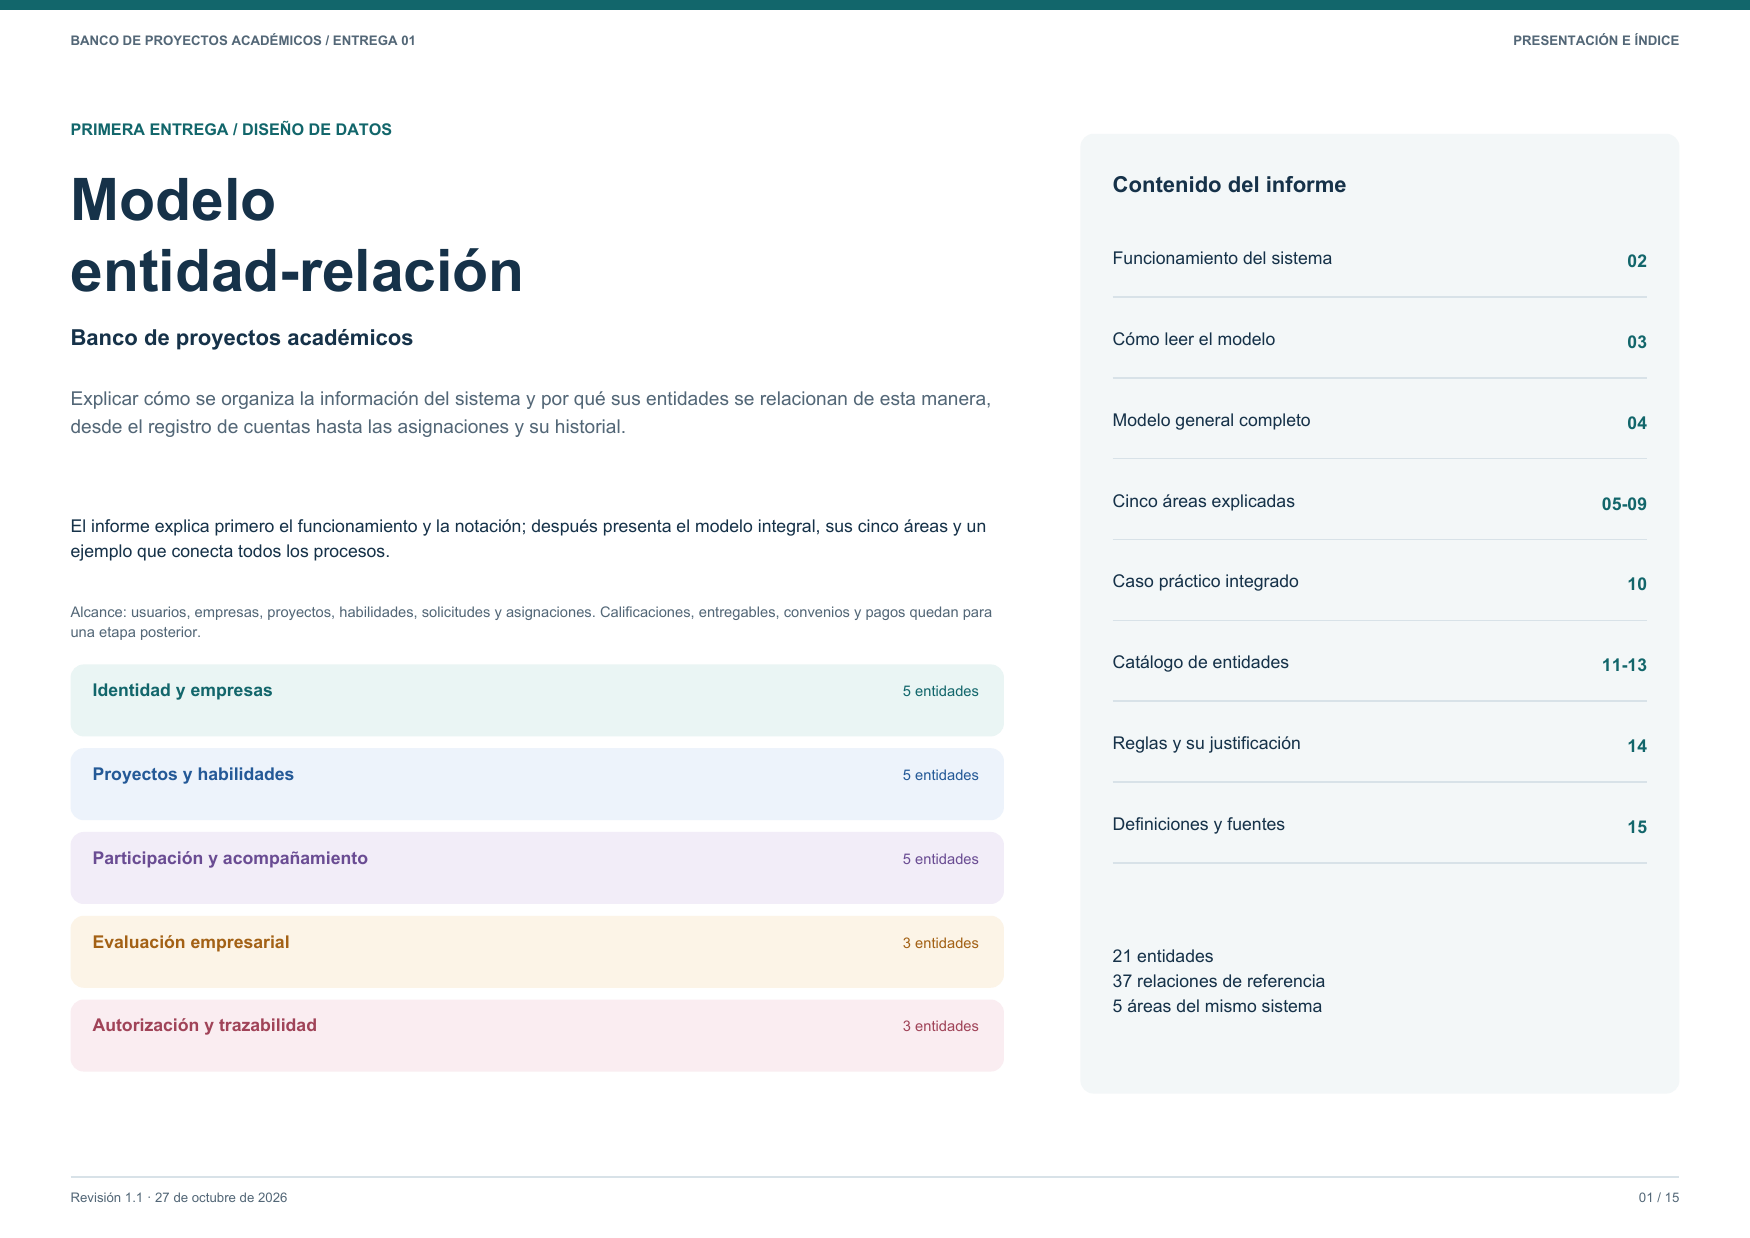 BANCO DE PROYECTOS ACADÉMICOS / ENTREGA 01
PRESENTACIÓN E ÍNDICE
PRIMERA ENTREGA / DISEÑO DE DATOS
Modelo
entidad-relación
Banco de proyectos académicos
Explicar cómo se organiza la información del sistema y por qué sus entidades se relacionan de esta manera,
desde el registro de cuentas hasta las asignaciones y su historial.
El informe explica primero el funcionamiento y la notación; después presenta el modelo integral, sus cinco áreas y un
ejemplo que conecta todos los procesos.
Alcance: usuarios, empresas, proyectos, habilidades, solicitudes y asignaciones. Calificaciones, entregables, convenios y pagos quedan para
una etapa posterior.
Identidad y empresas 5 entidades
Proyectos y habilidades 5 entidades
Participación y acompañamiento 5 entidades
Evaluación empresarial 3 entidades
Autorización y trazabilidad 3 entidades
Contenido del informe
Funcionamiento del sistema 02
Cómo leer el modelo 03
Modelo general completo 04
Cinco áreas explicadas 05-09
Caso práctico integrado 10
Catálogo de entidades 11-13
Reglas y su justificación 14
Definiciones y fuentes 15
21 entidades
37 relaciones de referencia
5 áreas del mismo sistema
Revisión 1.1 · 27 de octubre de 2026
01 / 15